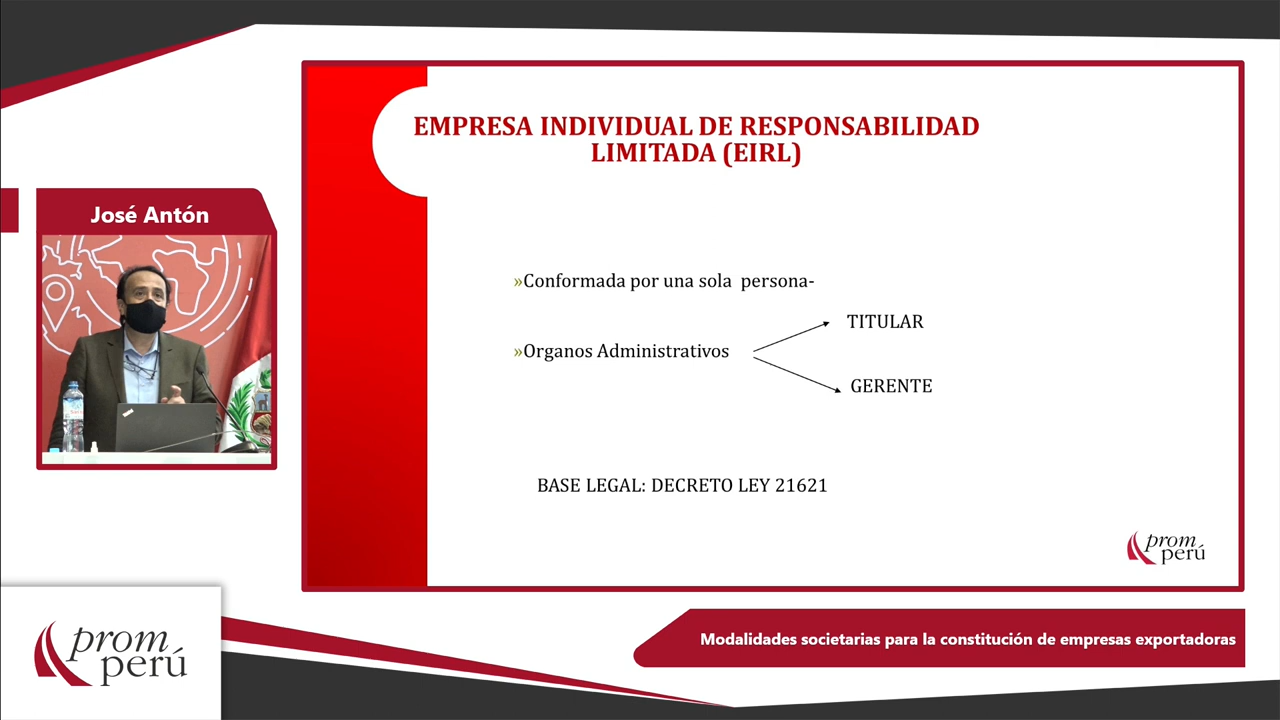 José Antón
EMPRESA INDIVIDUAL DE RESPONSABILIDAD
LIMITADA (EIRL)
»Conformada por una sola  persona-
TITULAR
»Organos Administrativos
GERENTE
BASE LEGAL: DECRETO LEY 21621
prom
perú
Modalidades societarias para la constitución de empresas exportadoras
prom
perú